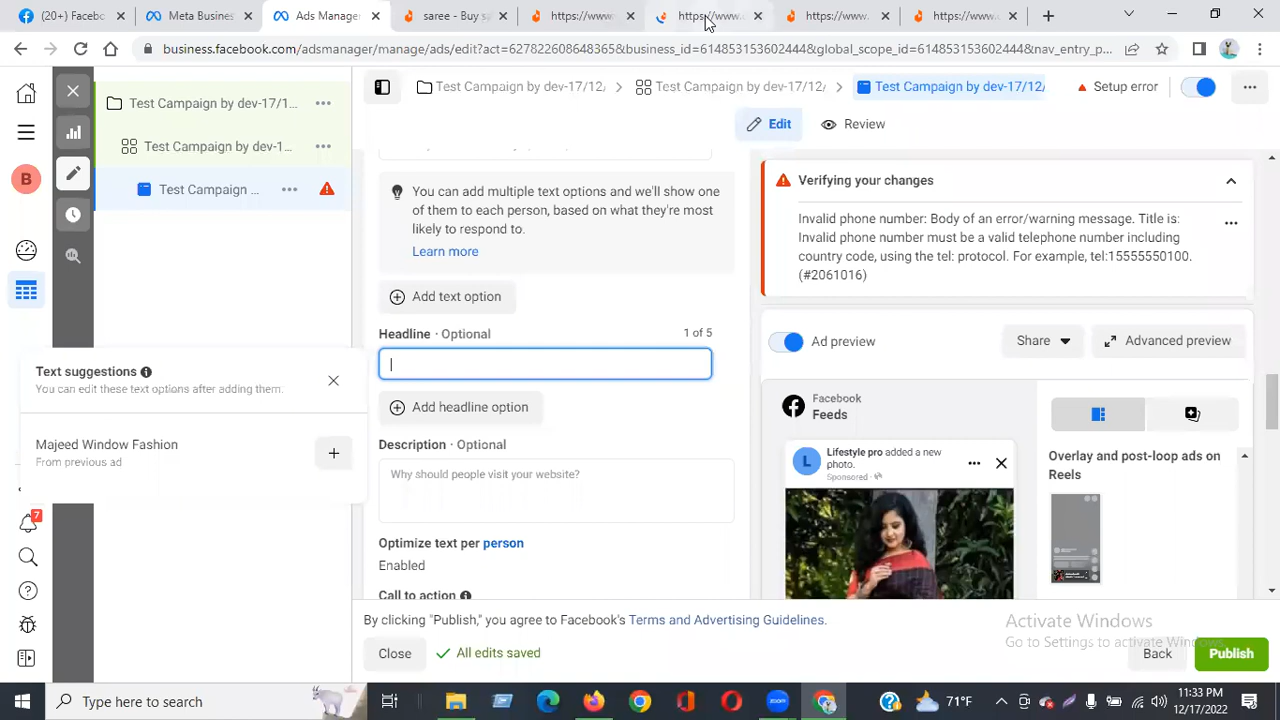 (20+) Facebo
Meta Busines
Ads Manager
saree - Buy sa
https://www
https://www.
https://www.
https://www.
business.facebook.com/adsmanager/manage/ads/edit?act=627822608648365&business_id=6148531536024448&global_scope_id=6148531536024448&nav_entry_p...
Test Campaign by dev-17/1...
Test Campaign by dev-17/12/
Test Campaign by dev-17/12/
Test Campaign by dev-17/12/
Setup error
Edit
Review
B
Test Campaign by dev-1...
Test Campaign ...
You can add multiple text options and we'll show one
of them to each person, based on what they're most
likely to respond to.
Learn more
Add text option
Headline · Optional
1 of 5
Add headline option
Description · Optional
Why should people visit your website?
Optimize text per person
Enabled
Call to action
Text suggestions
You can edit these text options after adding them.
Majeed Window Fashion
From previous ad
7
Verifying your changes
Invalid phone number: Body of an error/warning message. Title is:
Invalid phone number must be a valid telephone number including
country code, using the tel: protocol. For example, tel:15555550100.
(#2061016)
Ad preview
Share
Advanced preview
Facebook
Feeds
L
Lifestyle pro added a new
photo.
Sponsored ·
Overlay and post-loop ads on
Reels
By clicking "Publish," you agree to Facebook's Terms and Advertising Guidelines.
Close
All edits saved
Back
Publish
Activate Windows
Go to Settings to activate Windows.
Type here to search
71°F
11:33 PM
12/17/2022